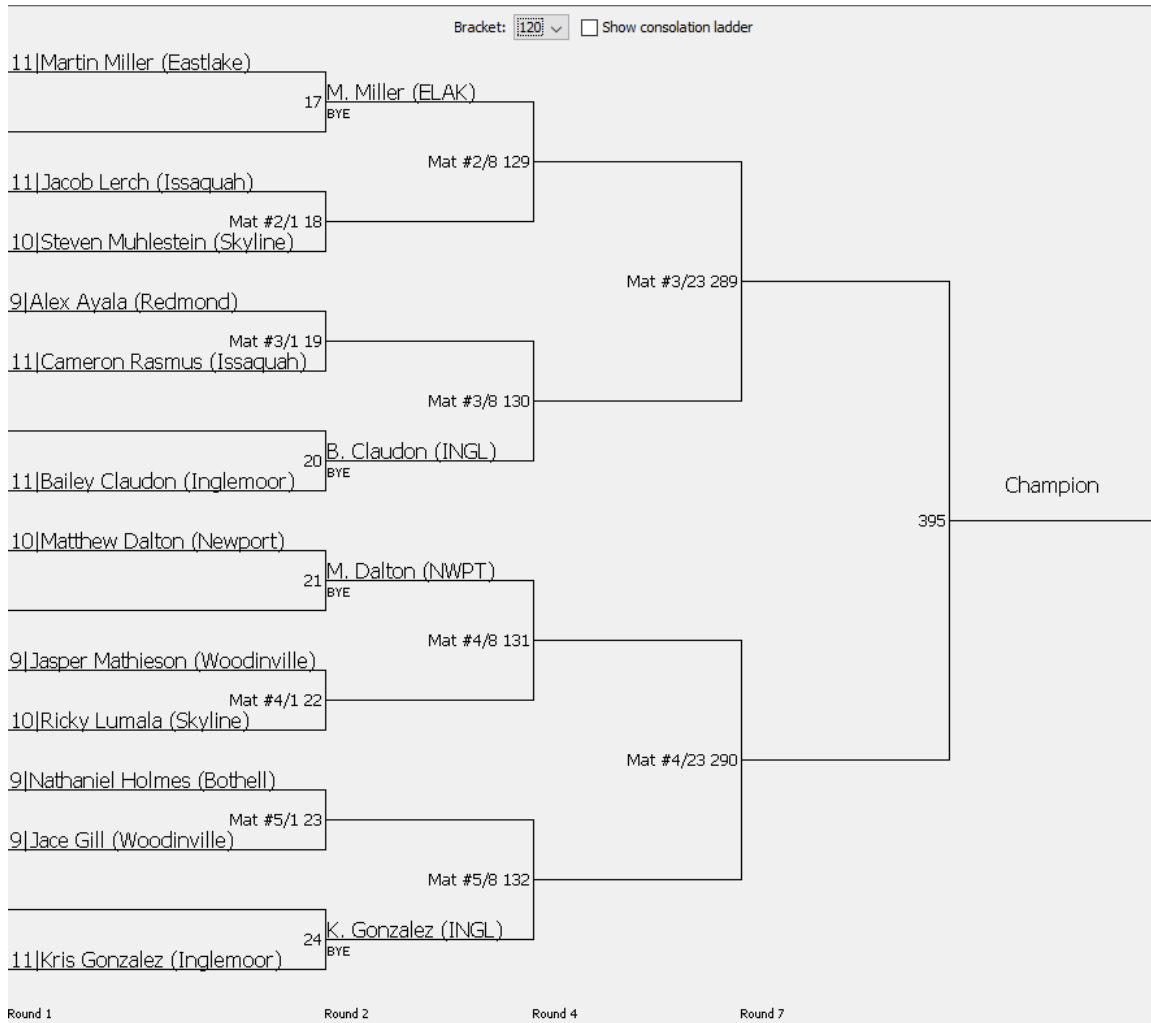 Bracket: 120 Show consolation ladder
11|Martin Miller (Eastlake)
17 M. Miller (ELAK)
BYE
Mat #2/8 129
11|Jacob Lerch (Issaquah)
Mat #2/1 18
10|Steven Muhlestein (Skyline)
Mat #3/23 289
9|Alex Ayala (Redmond)
Mat #3/1 19
11|Cameron Rasmus (Issaquah)
Mat #3/8 130
20 B. Claudon (INGL)
BYE
11|Bailey Claudon (Inglemoor)
Champion
395
10|Matthew Dalton (Newport)
21 M. Dalton (NWPT)
BYE
Mat #4/8 131
9|Jasper Mathieson (Woodinville)
Mat #4/1 22
10|Ricky Lumala (Skyline)
Mat #4/23 290
9|Nathaniel Holmes (Bothell)
Mat #5/1 23
9|Jace Gill (Woodinville)
Mat #5/8 132
24 K. Gonzalez (INGL)
BYE
11|Kris Gonzalez (Inglemoor)
Round 1 Round 2 Round 4 Round 7